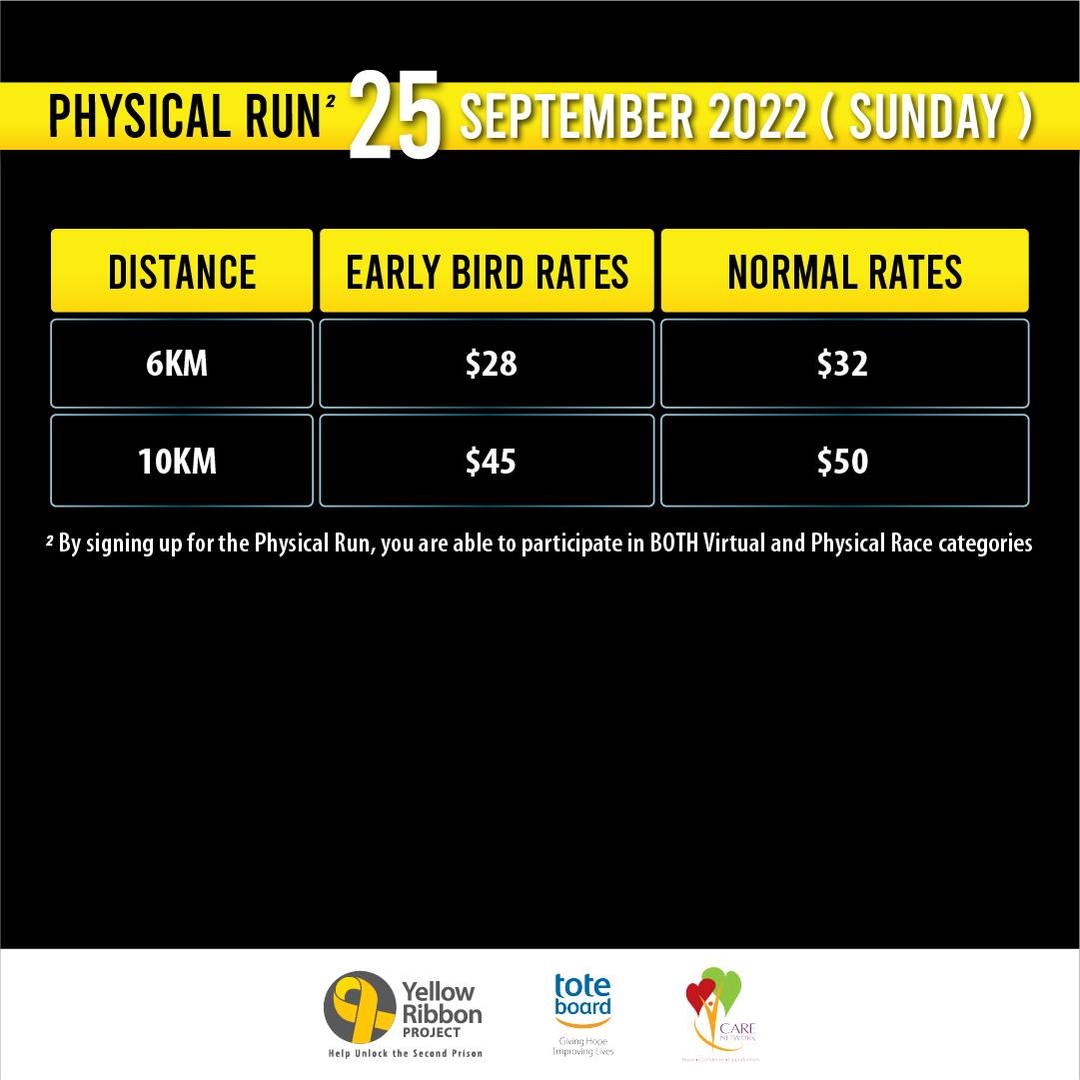 PHYSICAL RUN² 25 SEPTEMBER 2022 ( SUNDAY )
DISTANCE EARLY BIRD RATES NORMAL RATES
6KM $28 $32
10KM $45 $50
² By signing up for the Physical Run, you are able to participate in BOTH Virtual and Physical Race categories
Yellow
Ribbon
PROJECT
Help Unlock the Second Prison
tote
board
Giving Hope
Improving Lives
CARE
NETWORK